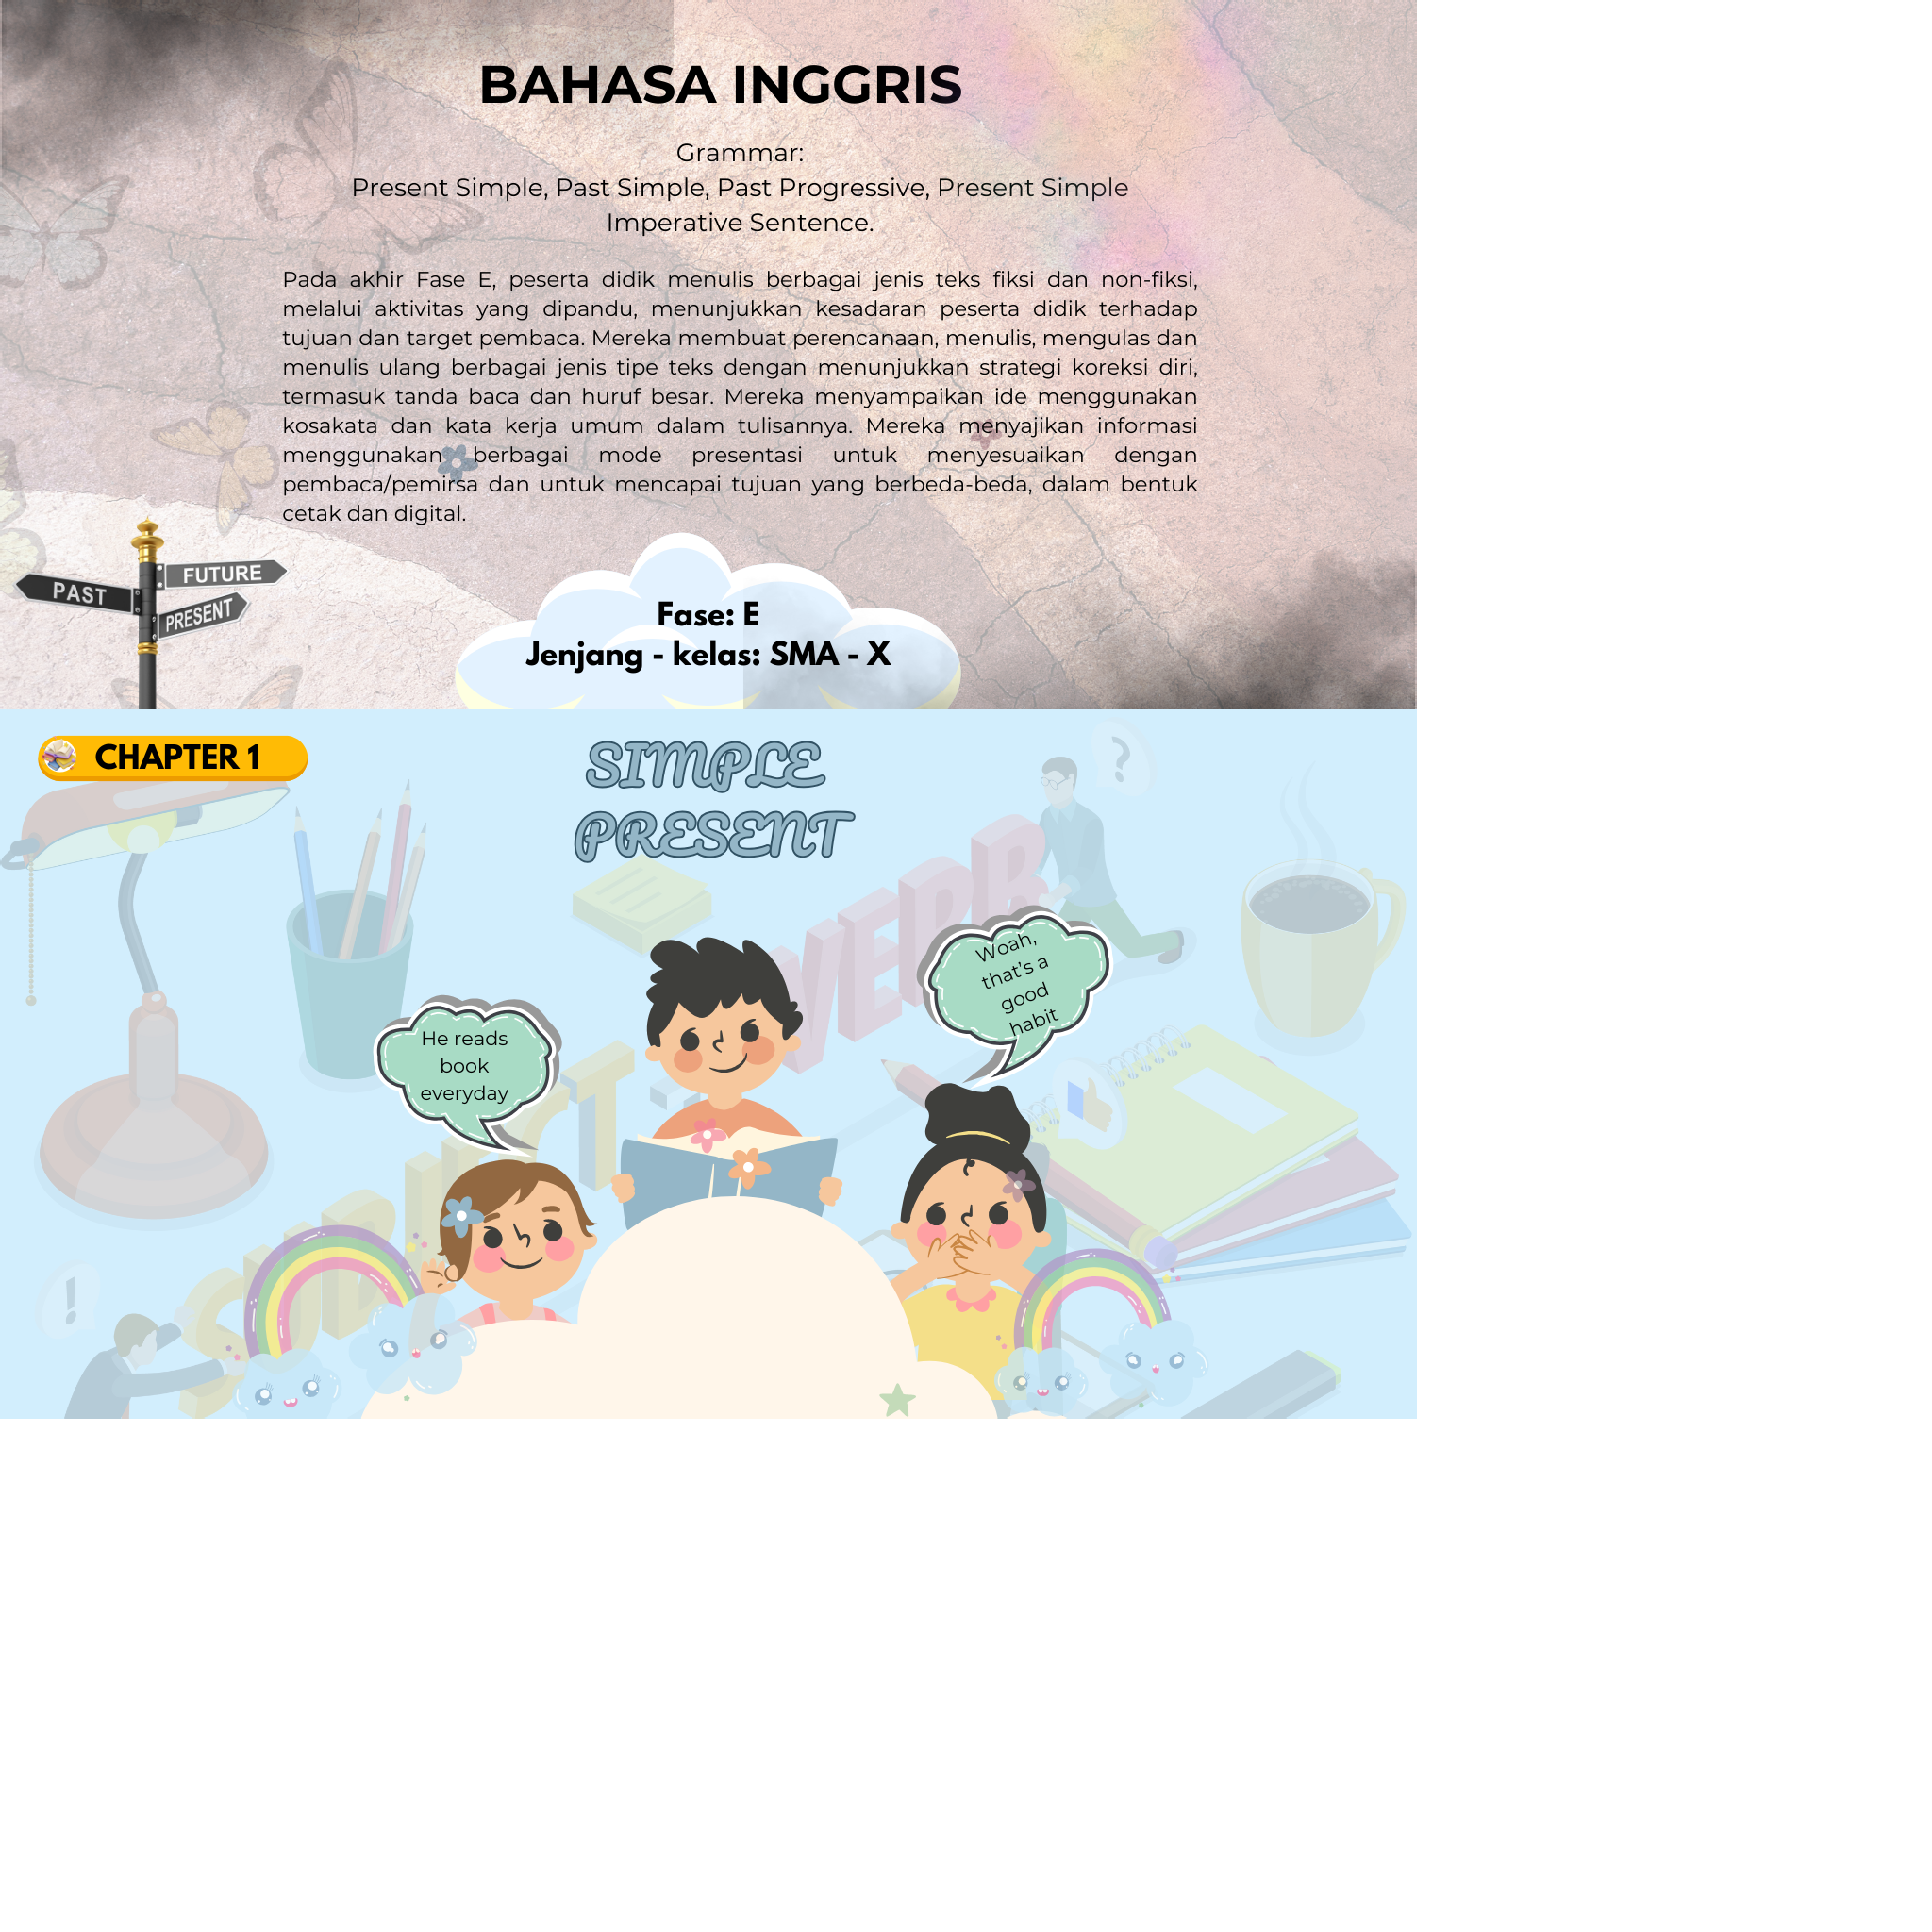 BAHASA INGGRIS
Grammar:
Present Simple, Past Simple, Past Progressive, Present Simple
Imperative Sentence.
Pada akhir Fase E, peserta didik menulis berbagai jenis teks fiksi dan non-fiksi,
melalui aktivitas yang dipandu, menunjukkan kesadaran peserta didik terhadap
tujuan dan target pembaca. Mereka membuat perencanaan, menulis, mengulas dan
menulis ulang berbagai jenis tipe teks dengan menunjukkan strategi koreksi diri,
termasuk tanda baca dan huruf besar. Mereka menyampaikan ide menggunakan
kosakata dan kata kerja umum dalam tulisannya. Mereka menyajikan informasi
menggunakan berbagai mode presentasi untuk menyesuaikan dengan
pembaca/pemirsa dan untuk mencapai tujuan yang berbeda-beda, dalam bentuk
cetak dan digital.
PAST
FUTURE
PRESENT
Fase: E
Jenjang - kelas: SMA - X
CHAPTER 1
SIMPLE
PRESENT
?
VERB
Woah,
that's a
good
habit
He reads
book
everyday
!